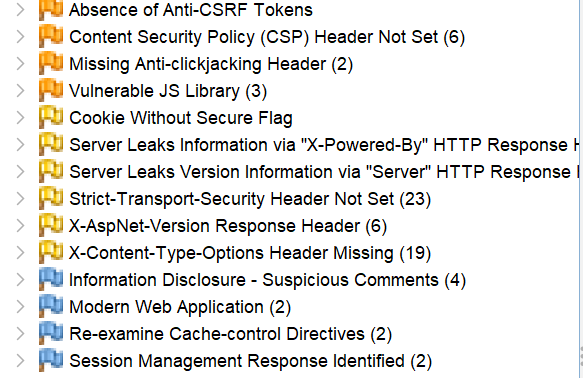 Absence of Anti-CSRF Tokens
Content Security Policy (CSP) Header Not Set (6)
Missing Anti-clickjacking Header (2)
Vulnerable JS Library (3)
Cookie Without Secure Flag
Server Leaks Information via "X-Powered-By" HTTP Response
Server Leaks Version Information via "Server" HTTP Response
Strict-Transport-Security Header Not Set (23)
X-AspNet-Version Response Header (6)
X-Content-Type-Options Header Missing (19)
Information Disclosure - Suspicious Comments (4)
Modern Web Application (2)
Re-examine Cache-control Directives (2)
Session Management Response Identified (2)